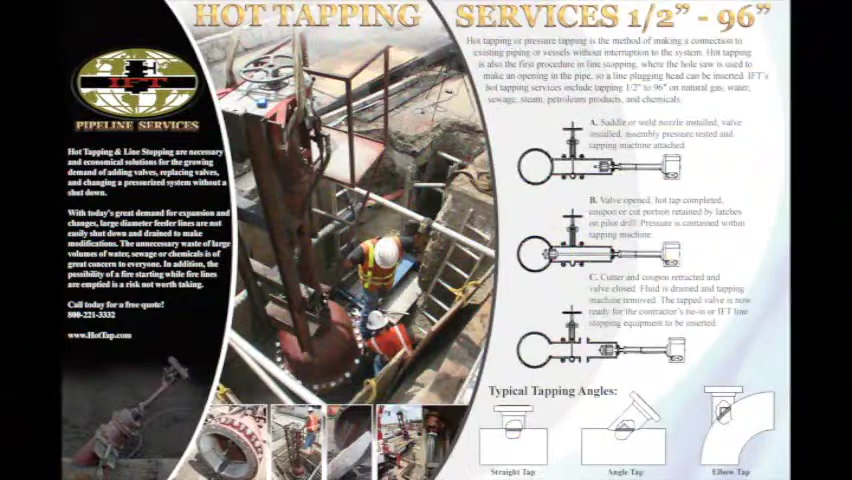 HOT TAPPING SERVICES 1/2” - 96”
IFT
PIPELINE SERVICES
Hot Tapping & Line Stopping are necessary
and economical solutions for the growing
demand of adding valves, replacing valves,
and changing a pressurized system without a
shut down.
With today's great demand for expansion and
changes, large diameter feeder lines are not
easily shut down and drained to make
modifications. The unnecessary waste of large
volumes of water, sewage or chemicals is of
great concern to everyone. In addition, the
possibility of a fire starting while fire lines
are emptied is a risk not worth taking.
Call today for a free quote!
800-221-3332
www.HotTap.com
Hot tapping or pressure tapping is the method of making a connection to
existing piping or vessels without interruption to the system. Hot tapping
is also the first procedure in line stopping, where the hole saw is used to
make an opening in the pipe, so a line plugging head can be inserted. IFT's
hot tapping services include tapping 1/2" to 96" on natural gas, water,
sewage, steam, petroleum products, and chemicals.
A. Saddle or weld nozzle installed, valve
installed, assembly pressure tested and
tapping machine attached.
B. Valve opened, hot tap completed,
coupon or cut portion retained by latches
on pilot drill. Pressure is contained within
tapping machine.
C. Cutter and coupon retracted and
valve closed. Fluid is drained and tapping
machine removed. The tapped valve is now
ready for the contractor's tie-in or IFT line
stopping equipment to be inserted.
Typical Tapping Angles:
Straight Tap
Angle Tap
Elbow Tap